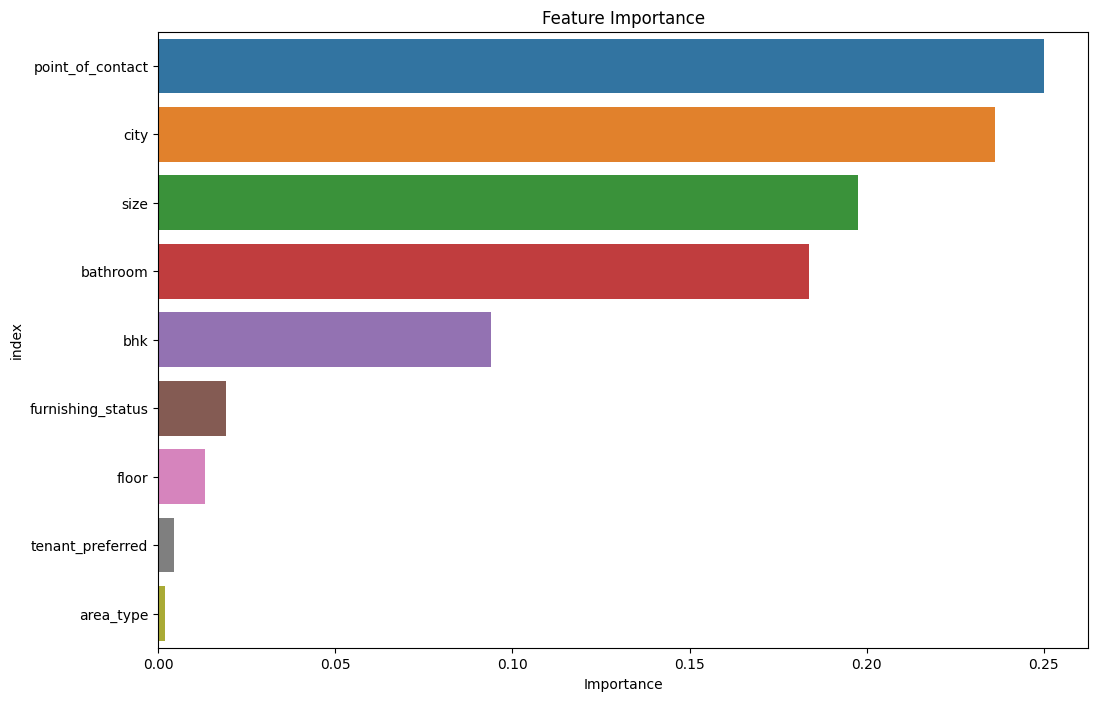 Feature Importance
point_of_contact
city
size
bathroom
bhk
furnishing_status
floor
tenant_preferred
area_type
index
0.00 0.05 0.10 0.15 0.20 0.25
Importance